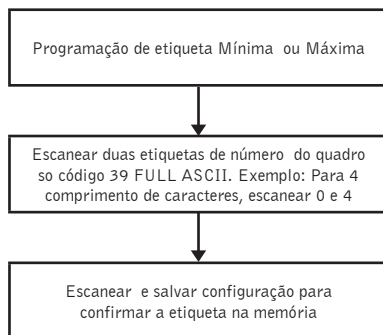 Programação de etiqueta Mínima ou Máxima
Escanear duas etiquetas de número do quadro
so código 39 FULL ASCII. Exemplo: Para 4
comprimento de caracteres, escanear 0 e 4
Escanear e salvar configuração para
confirmar a etiqueta na memória